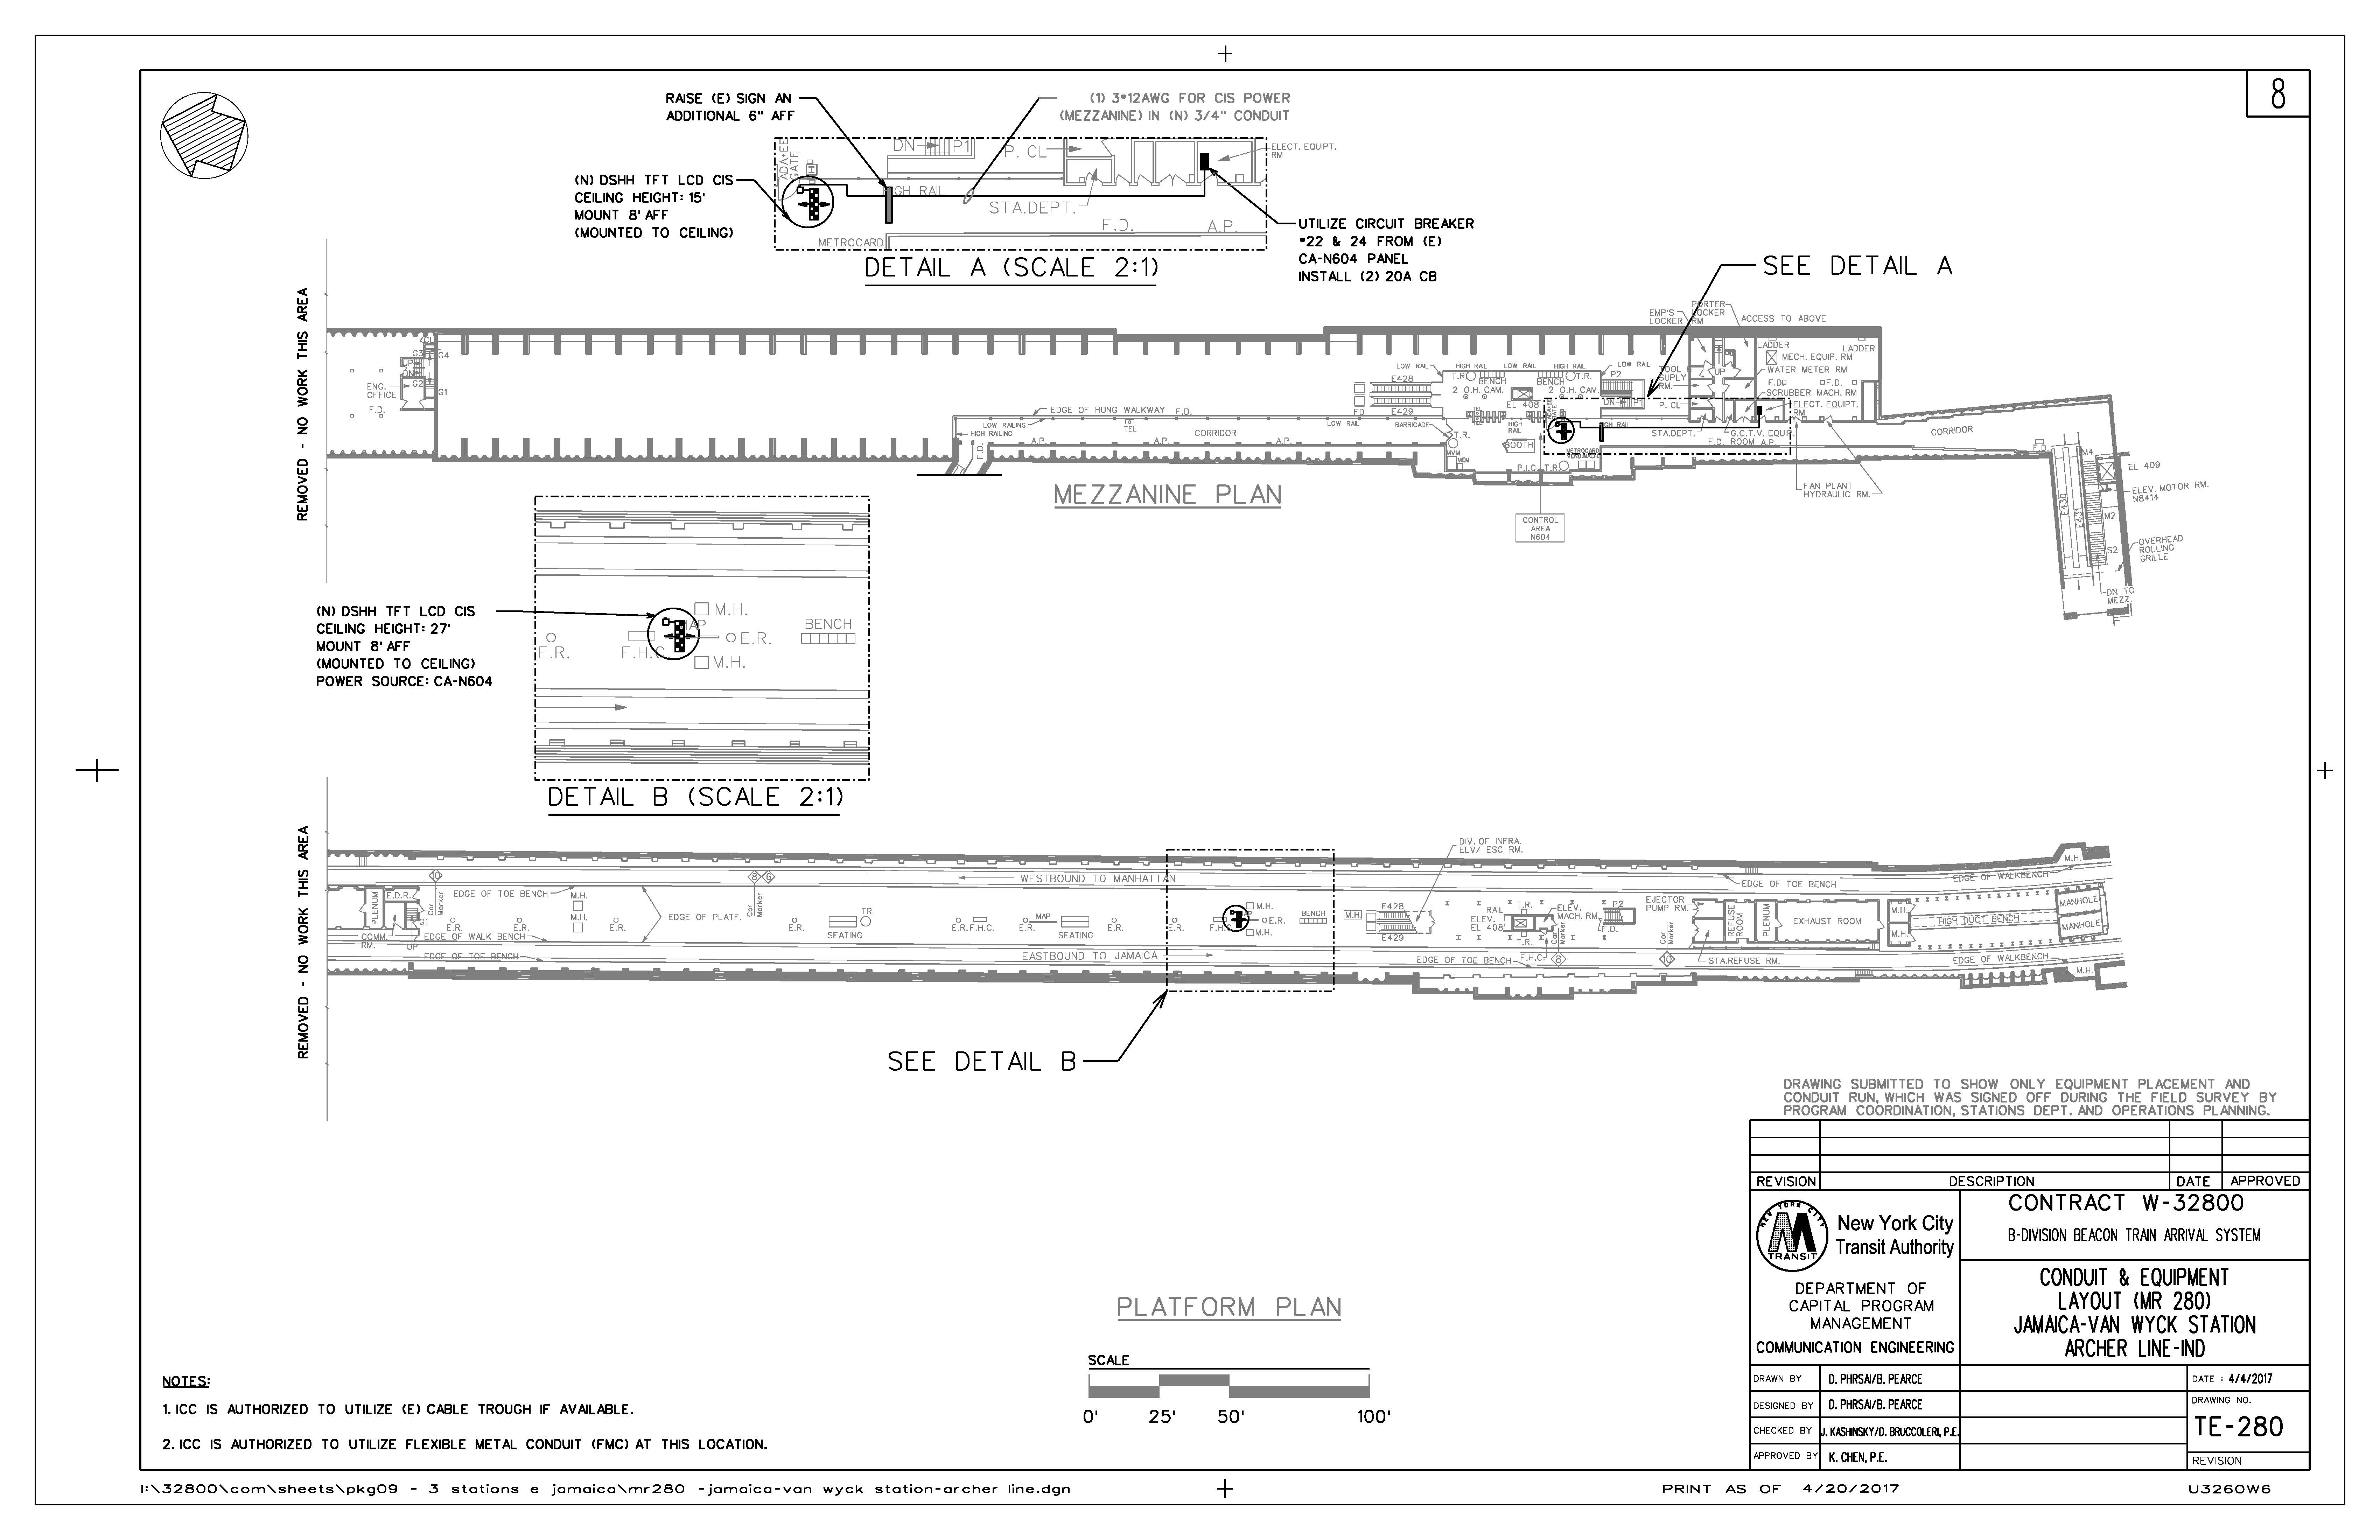 8
RAISE (E) SIGN AN
ADDITIONAL 6" AFF
(1) 3#12AWG FOR CIS POWER
(MEZZANINE) IN (N) 3/4" CONDUIT
ADA+EE
GATE
DN
P1
P. CL
ELECT. EQUIPT.
RM
(N) DSHH TFT LCD CIS
CEILING HEIGHT: 15'
MOUNT 8' AFF
(MOUNTED TO CEILING)
GH RAIL
STA.DEPT.
F.D.
A.P.
METROCARD
UTILIZE CIRCUIT BREAKER
#22 & 24 FROM (E)
CA-N604 PANEL
INSTALL (2) 20A CB
DETAIL A (SCALE 2:1)
SEE DETAIL A
REMOVED - NO WORK THIS AREA
PORTER
LOCKER
RM
EMP'S
LOCKER
ACCESS TO ABOVE
LADDER
LADDER
MECH. EQUIP. RM
WATER METER RM
F.D.
F.D.
SCRUBBER MACH. RM
ELECT. EQUIPT.
RM
TOOL
SUPLY
RM.
UP
P. CL
STA.DEPT.
G.C.T.V. EQUIP.
F.D. ROOM A.P.
G3
G4
UP
DN
G2
G1
ENG.
OFFICE
F.D.
LOW RAIL
HIGH RAIL
LOW RAIL
HIGH RAIL
LOW RAIL
T.R.
BENCH
BENCH
T.R.
P2
2 O.H. CAM.
2 O.H. CAM.
E428
EL 408
DN
P1
FD
E429
EDGE OF HUNG WALKWAY
F.D.
LOW RAILING
TEL
LOW RAIL
BARRICADE
HIGH
RAIL
HIGH RAILING
CORRIDOR
F.D.
A.P.
A.P.
A.P.
A.P.
T.R.
BOOTH
MVM
MEM
METROCARD
P.I.C.
T.R.
CORRIDOR
F.D.
M4
EL 409
ELEV. MOTOR RM.
N8414
E430
E431
M2
S2
OVERHEAD
ROLLING
GRILLE
DN TO
MEZZ.
FAN PLANT
HYDRAULIC RM.
MEZZANINE PLAN
CONTROL
AREA
N604
(N) DSHH TFT LCD CIS
CEILING HEIGHT: 27'
MOUNT 8' AFF
(MOUNTED TO CEILING)
POWER SOURCE: CA-N604
M.H.
BENCH
E.R.
F.H.C.
E.R.
M.H.
DETAIL B (SCALE 2:1)
REMOVED - NO WORK THIS AREA
DIV. OF INFRA.
ELV/ ESC RM.
WESTBOUND TO MANHATTAN
10
8
6
Car
Marker
Car
Marker
EDGE OF TOE BENCH
M.H.
M.H.
EDGE OF PLATF.
PLENUM
E.D.R.
COMM.
RM.
UP
G1
E.R.
E.R.
E.R.
EDGE OF WALK BENCH
EDGE OF TOE BENCH
E.R.
TR
SEATING
E.R.
F.H.C.
E.R.
MAP
SEATING
E.R.
E.R.
F.H.C.
M.H.
E.R.
M.H.
BENCH
M.H.
E428
E429
EASTBOUND TO JAMAICA
RAIL
ELEV.
EL 408
T.R.
T.R.
ELEV.
MACH. RM.
P2
F.D.
F.H.C.
EDGE OF TOE BENCH
8
10
Car
Marker
Car
Marker
EDGE OF TOE BENCH
EJECTOR
PUMP RM.
REFUSE
ROOM
PLENUM
EXHAUST ROOM
STA.REFUSE RM.
M.H.
M.H.
HIGH DUCT BENCH
MANHOLE
MANHOLE
EDGE OF WALKBENCH
EDGE OF WALKBENCH
M.H.
M.H.
SEE DETAIL B
DRAWING SUBMITTED TO SHOW ONLY EQUIPMENT PLACEMENT AND
CONDUIT RUN, WHICH WAS SIGNED OFF DURING THE FIELD SURVEY BY
PROGRAM COORDINATION, STATIONS DEPT. AND OPERATIONS PLANNING.
REVISION
DESCRIPTION
DATE
APPROVED
NEW YORK CITY
TRANSIT
New York City
Transit Authority
DEPARTMENT OF
CAPITAL PROGRAM
MANAGEMENT
COMMUNICATION ENGINEERING
CONTRACT W-32800
B-DIVISION BEACON TRAIN ARRIVAL SYSTEM
CONDUIT & EQUIPMENT
LAYOUT (MR 280)
JAMAICA-VAN WYCK STATION
ARCHER LINE-IND
DRAWN BY
D. PHRSAI/B. PEARCE
DATE : 4/4/2017
DESIGNED BY
D. PHRSAI/B. PEARCE
DRAWING NO.
TE-280
CHECKED BY
J. KASHINSKY/D. BRUCCOLERI, P.E.
APPROVED BY
K. CHEN, P.E.
REVISION
PLATFORM PLAN
SCALE
0'
25'
50'
100'
NOTES:
1. ICC IS AUTHORIZED TO UTILIZE (E) CABLE TROUGH IF AVAILABLE.
2. ICC IS AUTHORIZED TO UTILIZE FLEXIBLE METAL CONDUIT (FMC) AT THIS LOCATION.
I:\32800\com\sheets\pkg09 - 3 stations e jamaica\mr280 -jamaica-van wyck station-archer line.dgn
PRINT AS OF 4/20/2017
U3260W6